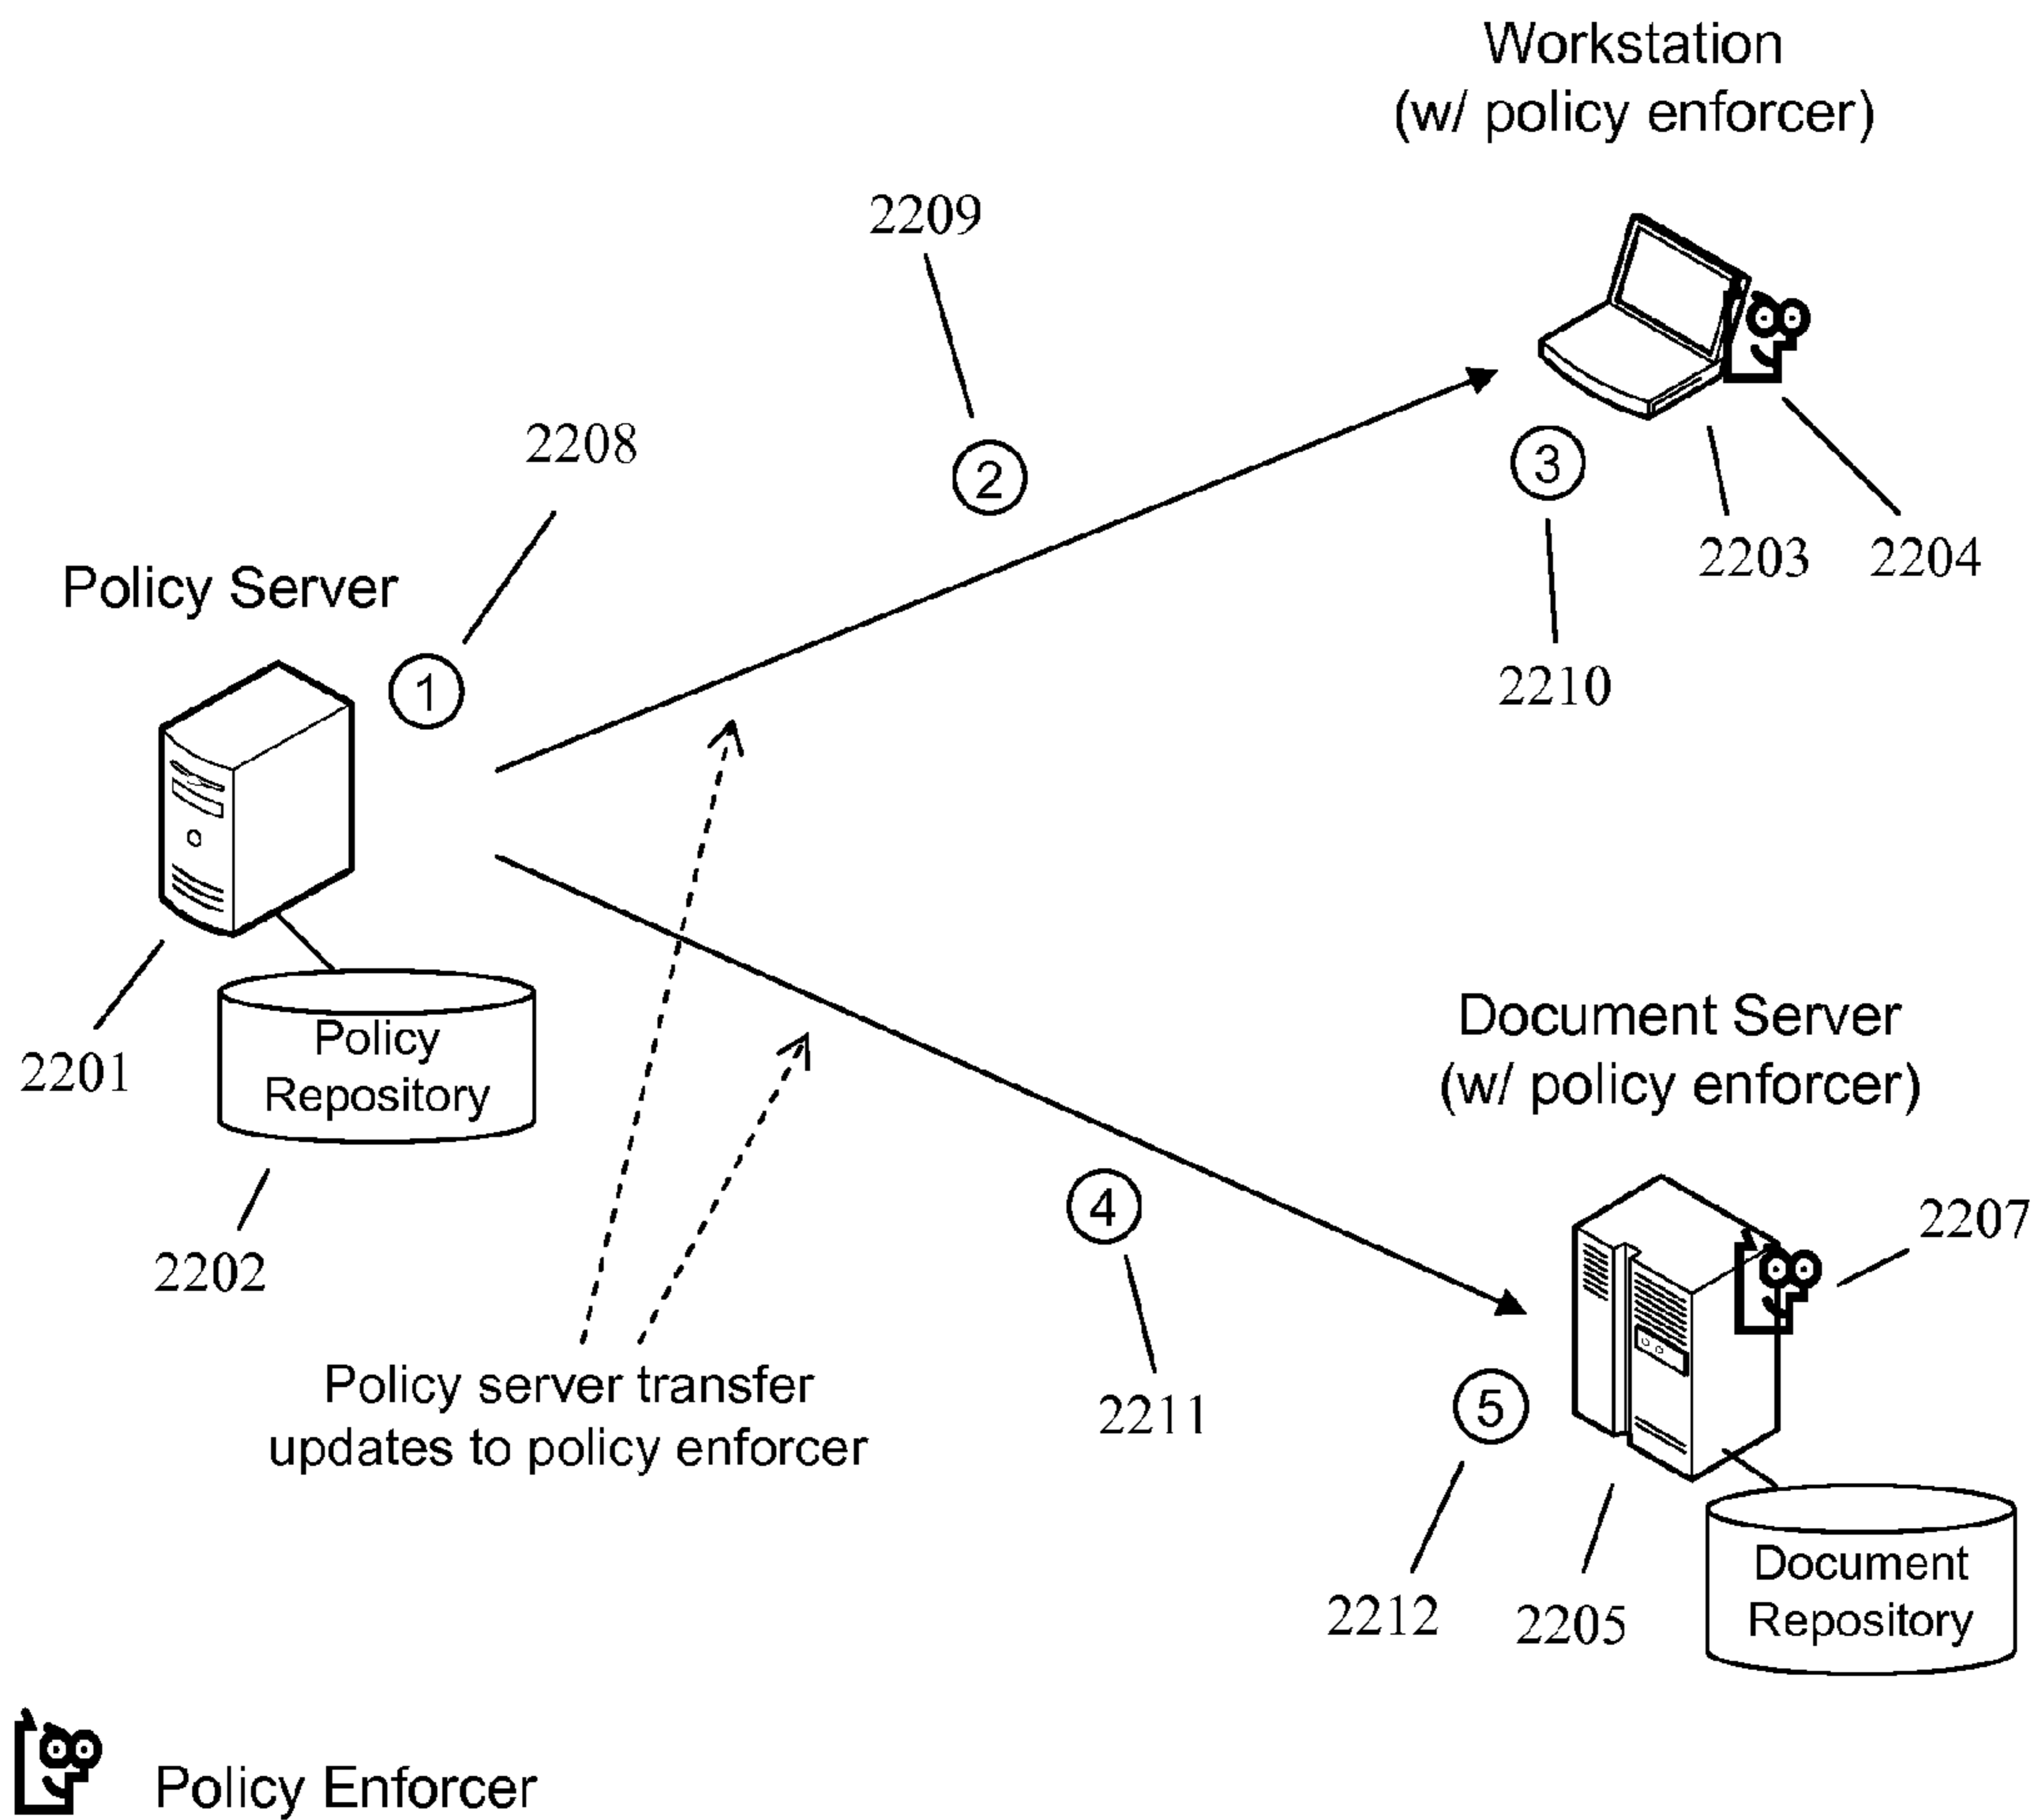 Workstation
(w/ policy enforcer)
2209
2208
2
3
2203
2204
Policy Server
1
2210
Document Server
(w/ policy enforcer)
Policy
Repository
2201
2202
4
2207
Policy server transfer
updates to policy enforcer
2211
5
Document
Repository
2212
2205
Policy Enforcer